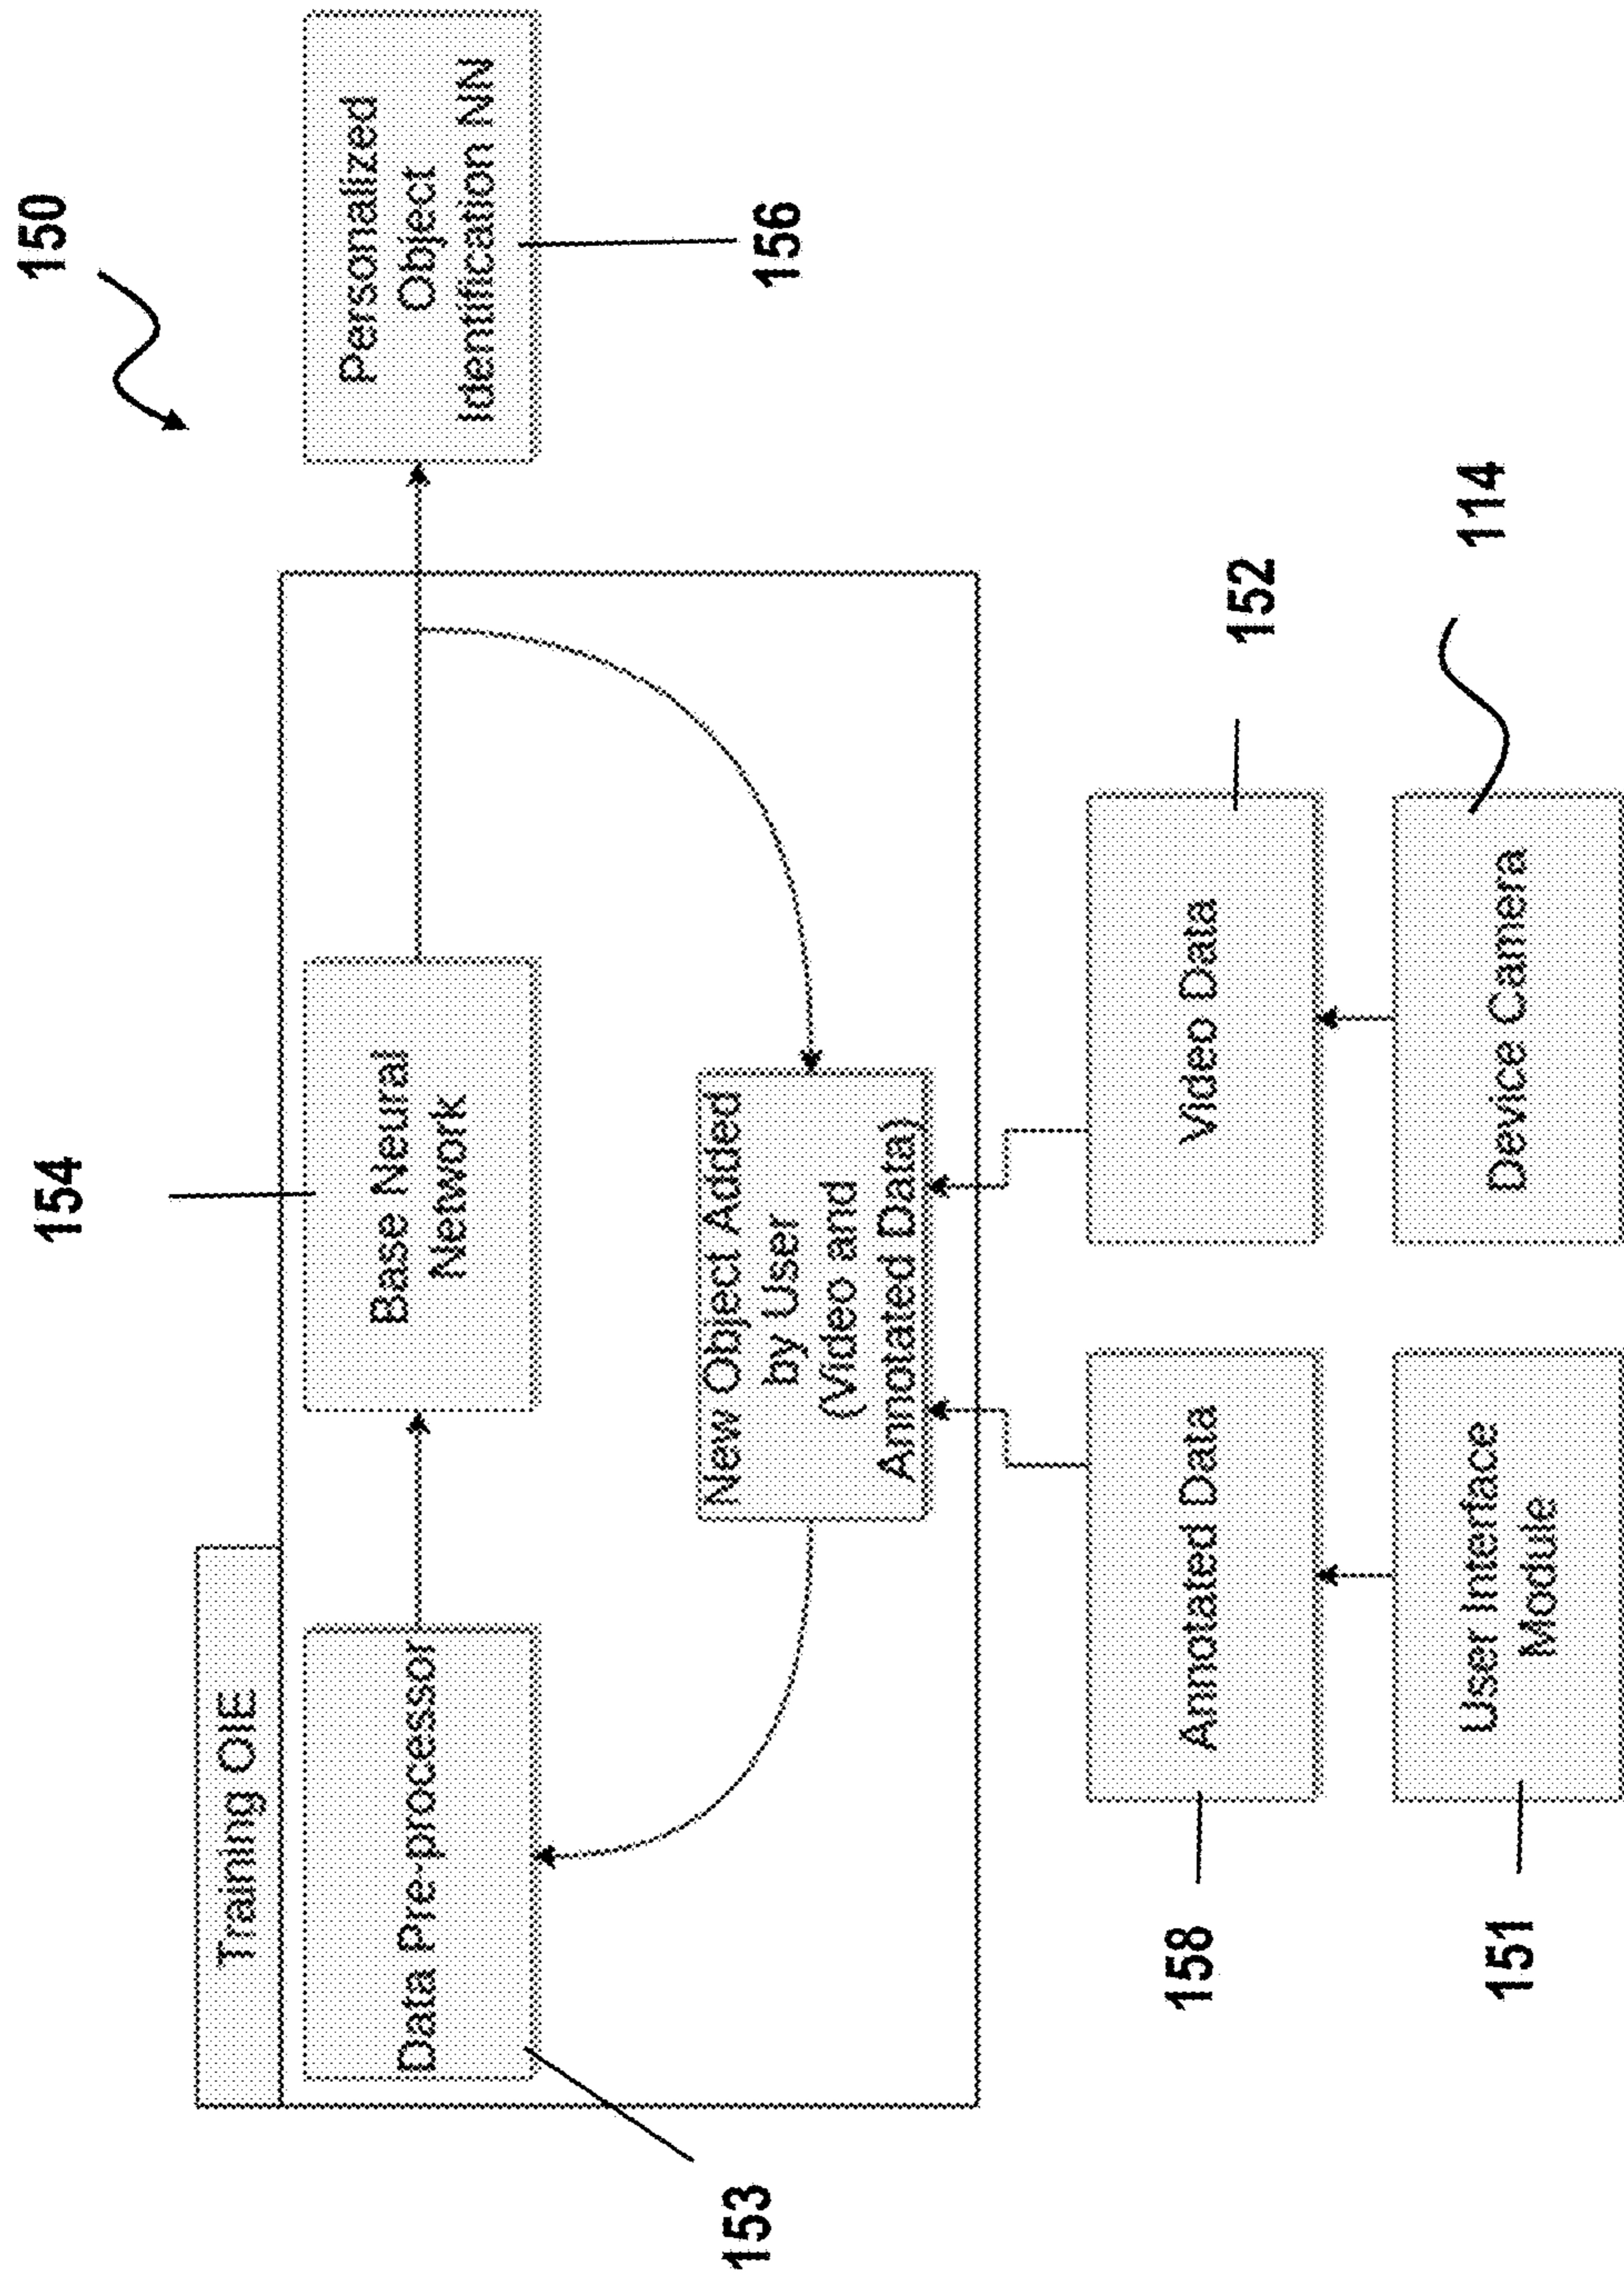 150
154
Training OIE
Data Pre-processor
Base Neural
Network
Personalized
Object
Identification NN
153
156
New Object Added
by User
(Video and
Annotated Data)
158
Annotated Data
Video Data
152
151
User Interface
Module
Device Camera
114